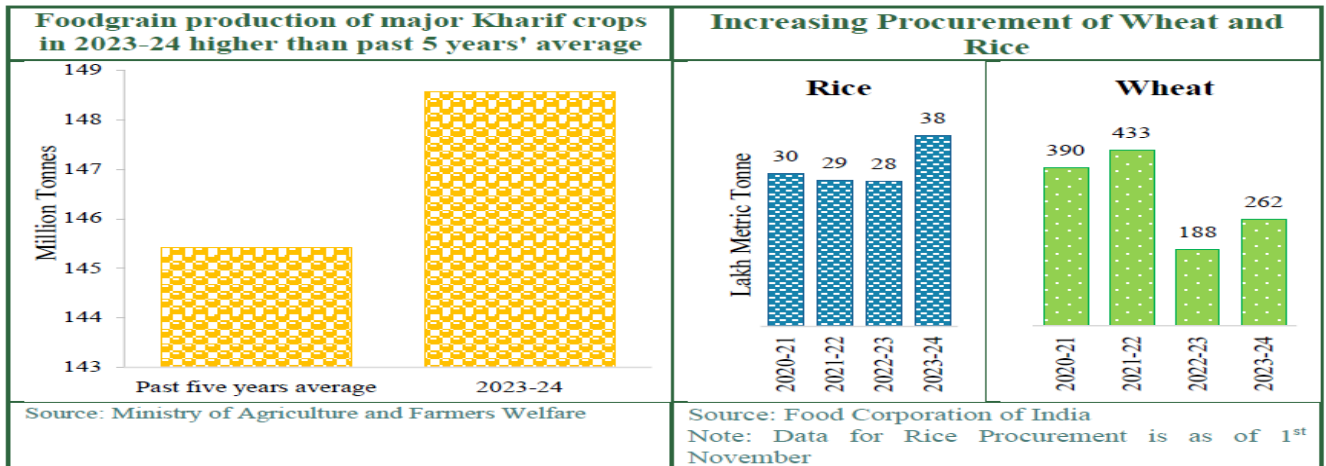 Foodgrain production of major Kharif crops
in 2023-24 higher than past 5 years' average
149
148
147
146
145
144
143
Million Tonnes
Past five years average
2023-24
Source: Ministry of Agriculture and Farmers Welfare
Increasing Procurement of Wheat and
Rice
Rice
Lakh Metric Tonne
30
29
28
38
2020-21
2021-22
2022-23
2023-24
Wheat
390
433
188
262
2020-21
2021-22
2022-23
2023-24
Source: Food Corporation of India
Note: Data for Rice Procurement is as of 1st
November